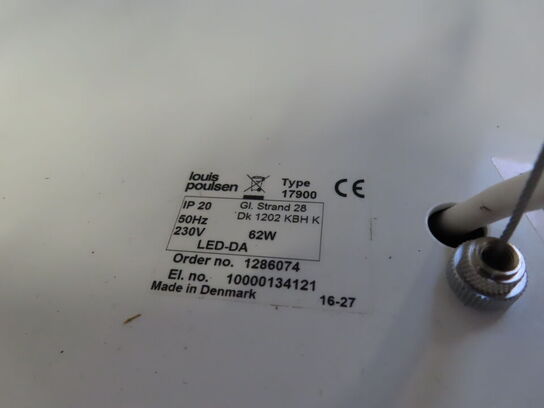 louis poulsen Type 17900 CE
IP 20 Gl. Strand 28
50Hz Dk 1202 KBH K
230V 62W
LED-DA
Order no. 1286074
El. no. 10000134121
Made in Denmark 16-27